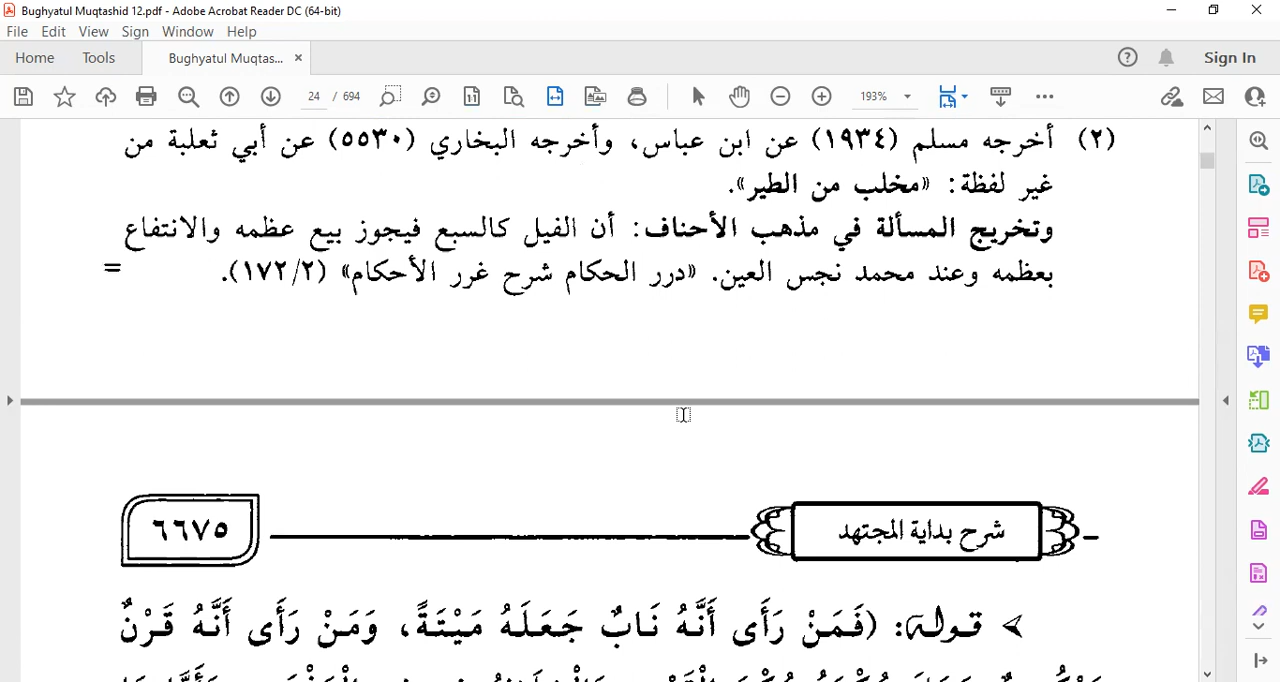 Bughyatul Muqtashid 12.pdf - Adobe Acrobat Reader DC (64-bit)
File Edit View Sign Window Help
Home Tools Bughyatul Muqtas... × Sign In
24 / 694 193%
(٢) أخرجه مسلم (١٩٣٤) عن ابن عباس، وأخرجه البخاري (٥٥٣٠) عن أبي ثعلبة من
غير لفظة: «مخلب من الطير».
وتخريج المسألة في مذهب الأحناف: أن الفيل كالسبع فيجوز بيع عظمه والانتفاع
بعظمه وعند محمد نجس العين. «درر الحكام شرح غرر الأحكام» (١٧٢/٢). =
شرح بداية المجتهد ٦٦٧٥
قوله: (فَمَنْ رَأَى أَنَّهُ نَابٌ جَعَلَهُ مَيْتَةً، وَمَنْ رَأَى أَنَّهُ قَرْنٌ